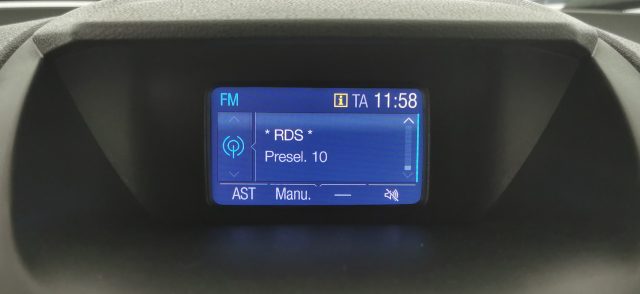 FM i TA 11:58
* RDS *
Presel. 10
AST Manu. —